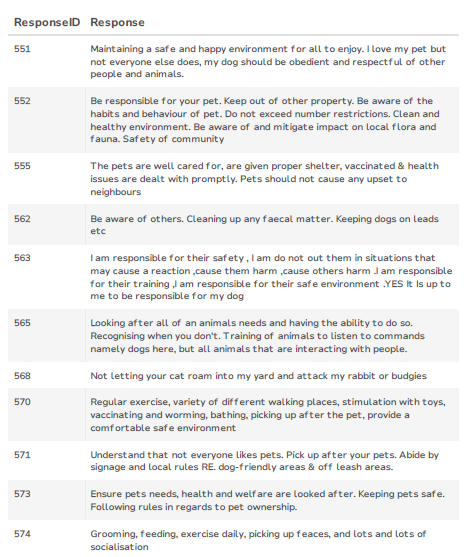 ResponseID Response
551 Maintaining a safe and happy environment for all to enjoy. I love my pet but
not everyone else does, my dog should be obedient and respectful of other
people and animals.
552 Be responsible for your pet. Keep out of other property. Be aware of the
habits and behaviour of pet. Do not exceed number restrictions. Clean and
healthy environment. Be aware of and mitigate impact on local flora and
fauna. Safety of community
555 The pets are well cared for, are given proper shelter, vaccinated & health
issues are dealt with promptly. Pets should not cause any upset to
neighbours
562 Be aware of others. Cleaning up any faecal matter. Keeping dogs on leads
etc
563 I am responsible for their safety , I am do not out them in situations that
may cause a reaction ,cause them harm ,cause others harm .I am responsible
for their training ,I am responsible for their safe environment .YES It Is up to
me to be responsible for my dog
565 Looking after all of an animals needs and having the ability to do so.
Recognising when you don't. Training of animals to listen to commands
namely dogs here, but all animals that are interacting with people.
568 Not letting your cat roam into my yard and attack my rabbit or budgies
570 Regular exercise, variety of different walking places, stimulation with toys,
vaccinating and worming, bathing, picking up after the pet, provide a
comfortable safe environment
571 Understand that not everyone likes pets. Pick up after your pets. Abide by
signage and local rules RE. dog-friendly areas & off leash areas.
573 Ensure pets needs, health and welfare are looked after. Keeping pets safe.
Following rules in regards to pet ownership.
574 Grooming, feeding, exercise daily, picking up feaces, and lots and lots of
socialisation